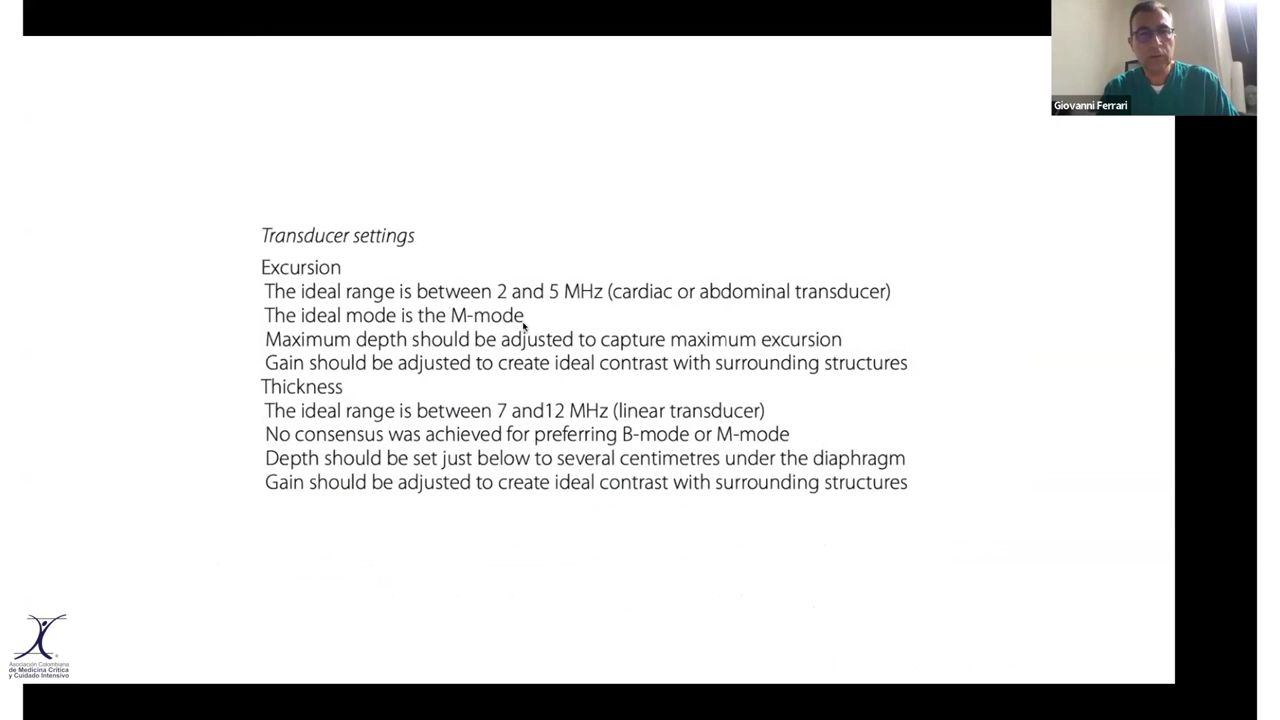 Giovanni Ferrari
Transducer settings
Excursion
The ideal range is between 2 and 5 MHz (cardiac or abdominal transducer)
The ideal mode is the M-mode
Maximum depth should be adjusted to capture maximum excursion
Gain should be adjusted to create ideal contrast with surrounding structures
Thickness
The ideal range is between 7 and12 MHz (linear transducer)
No consensus was achieved for preferring B-mode or M-mode
Depth should be set just below to several centimetres under the diaphragm
Gain should be adjusted to create ideal contrast with surrounding structures
Asociación Colombiana
de Medicina Crítica
y Cuidado Intensivo